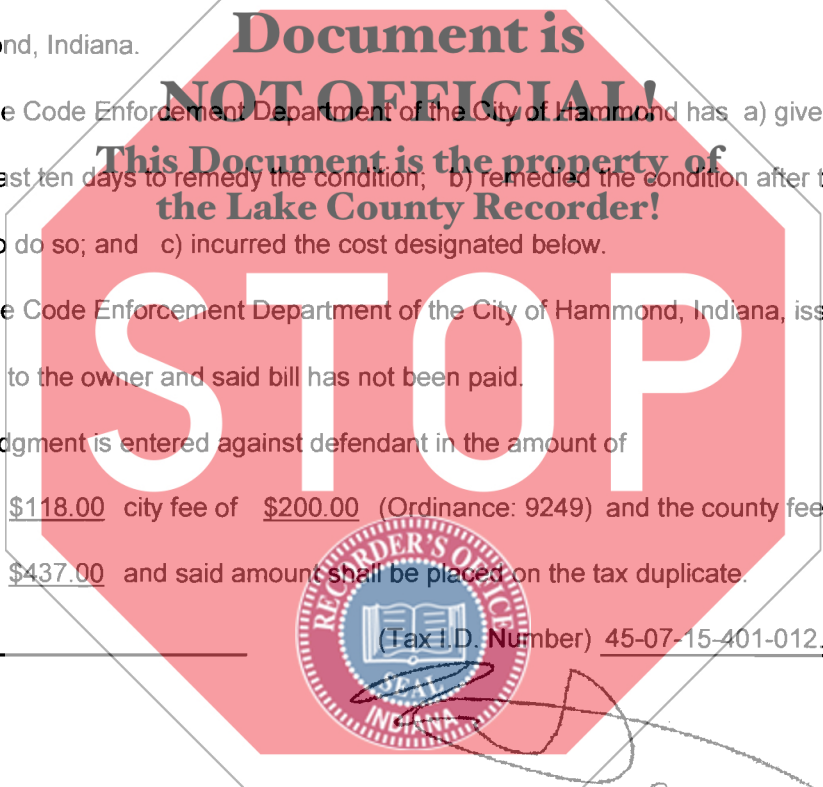 nd, Indiana.
Document is
NOT OFFICIAL!
e Code Enforcement Department of the City of Hammond has a) give
This Document is the property of
ast ten days to remedy the condition; b) remedied the condition after t
the Lake County Recorder!
o do so; and c) incurred the cost designated below.
e Code Enforcement Department of the City of Hammond, Indiana, iss
to the owner and said bill has not been paid.
STOP
dgment is entered against defendant in the amount of
$118.00 city fee of $200.00 (Ordinance: 9249) and the county fee
$437.00 and said amount shall be placed on the tax duplicate.
RECORDER'S OFFICE
(Tax I.D. Number) 45-07-15-401-012.
SEAL
INDIANA